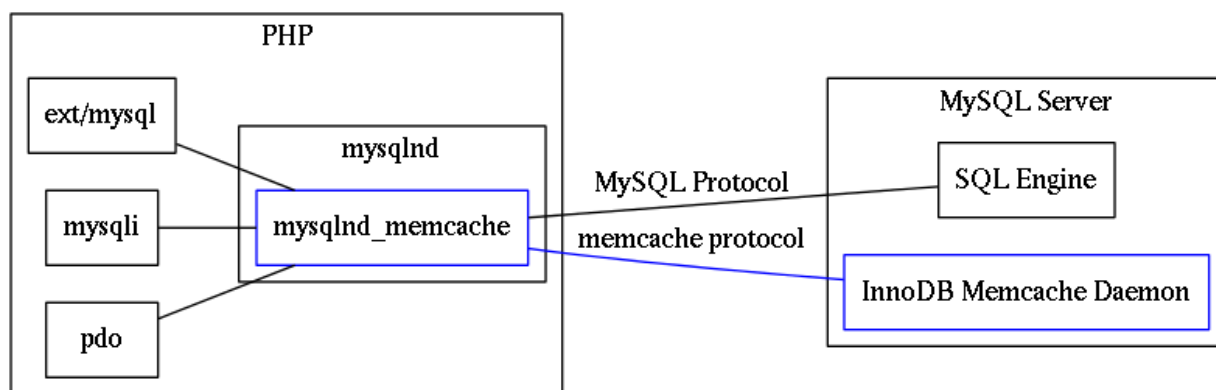 PHP
ext/mysql
mysqli
pdo
mysqlnd
mysqlnd_memcache
MySQL Protocol
memcache protocol
MySQL Server
SQL Engine
InnoDB Memcache Daemon